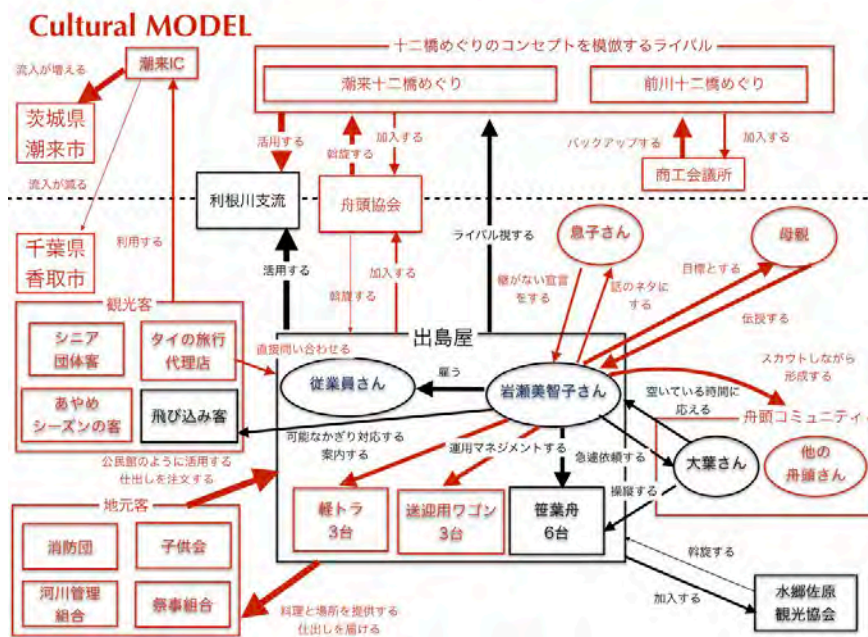 Cultural MODEL
十二橋めぐりのコンセプトを模倣するライバル
潮来十二橋めぐり
前川十二橋めぐり
流入が増える
潮来IC
茨城県
潮来市
流入が減る
千葉県
香取市
利用する
活用する
斡旋する
加入する
バックアップする
加入する
商工会議所
利根川支流
舟頭協会
活用する
斡旋する
加入する
ライバル視する
息子さん
母親
継がない宣言
をする
話のネタに
する
目標とする
伝授する
観光客
シニア
団体客
タイの旅行
代理店
あやめ
シーズンの客
飛び込み客
直接問い合わせる
出島屋
従業員さん
雇う
岩瀬美智子さん
スカウトしながら
形成する
空いている時間に
応える
舟頭コミュニティ
大葉さん
他の
舟頭さん
可能なかぎり対応する
案内する
運用マネジメントする
急遽依頼する
操縦する
公民館のように活用する
仕出しを注文する
軽トラ
3台
送迎用ワゴン
3台
笹葉舟
6台
地元客
消防団
子供会
河川管理
組合
祭事組合
料理と場所を提供する
仕出しを届ける
斡旋する
加入する
水郷佐原
観光協会